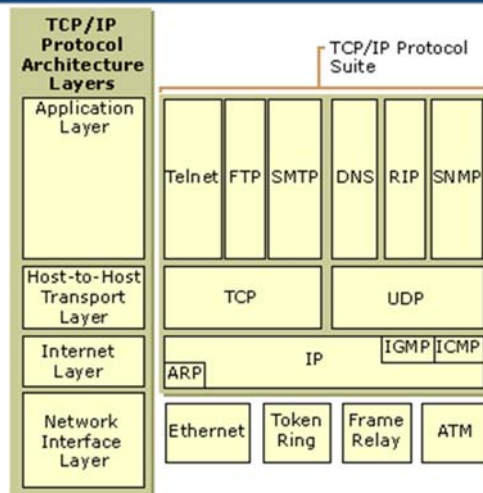 TCP/IP
Protocol
Architecture
Layers
TCP/IP Protocol
Suite
Application
Layer
Telnet FTP SMTP DNS RIP SNMP
Host-to-Host
Transport
Layer
TCP UDP
Internet
Layer
ARP IP IGMP ICMP
Network
Interface
Layer
Ethernet
Token
Ring
Frame
Relay
ATM